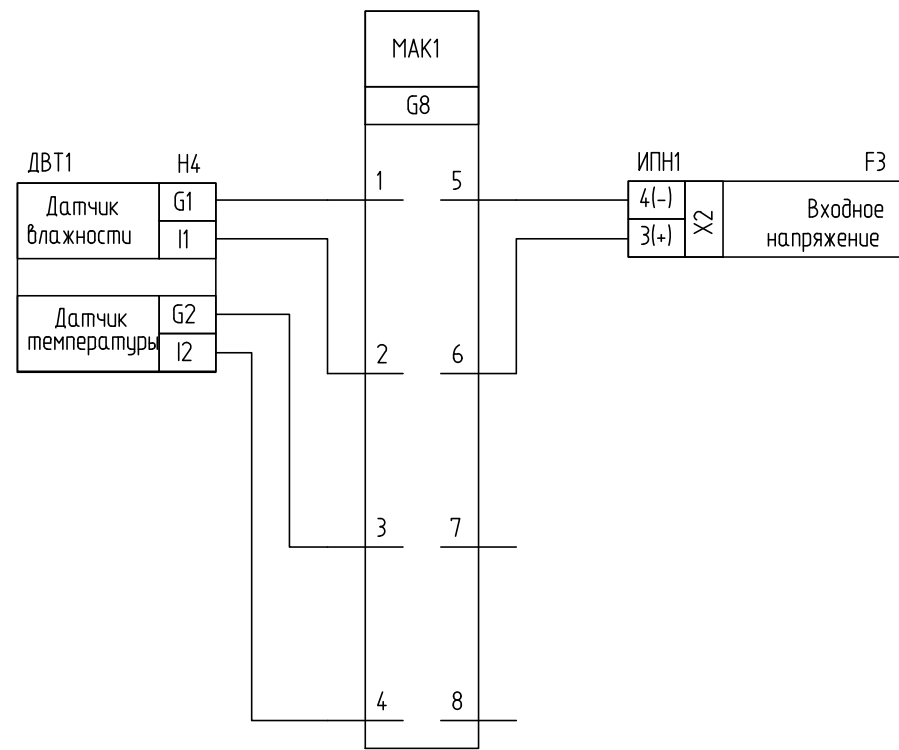 МАК1
G8
ДВТ1
H4
Датчик
влажности
G1
I1
Датчик
температуры
G2
I2
1
2
3
4
5
6
7
8
ИПН1
F3
4(-)
3(+)
X2
Входное
напряжение